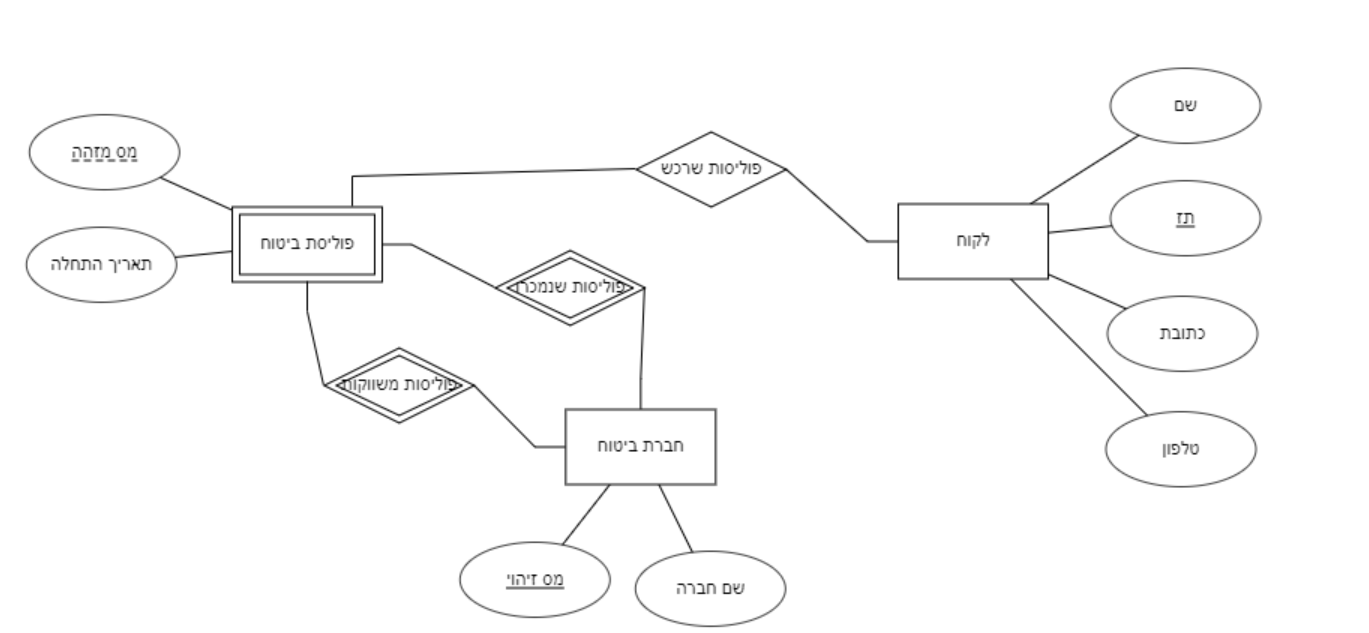 שם
מס מזהה
פוליסות שרכש
תז
לקוח
פוליסת ביטוח
תאריך התחלה
פוליסות שנמכרו
כתובת
פוליסות משווקות
חברת ביטוח
טלפון
מס זיהוי
שם חברה